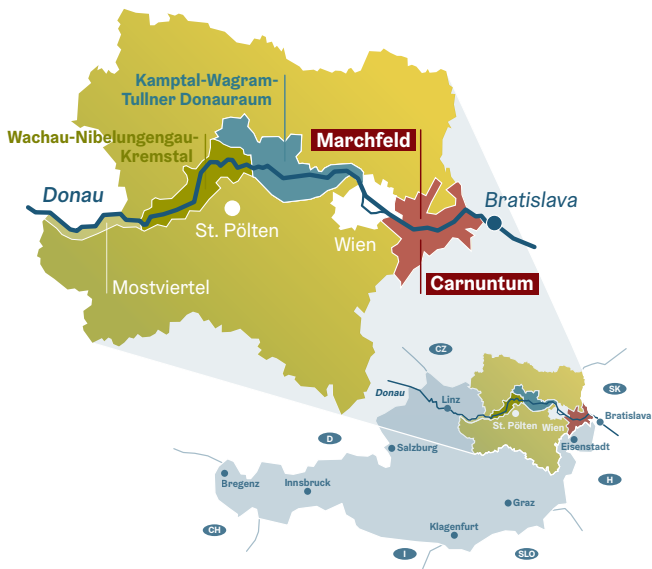 Kamptal-Wagram-
Tullner Donauraum
Wachau-Nibelungengau-
Kremstal
Marchfeld
Donau
Bratislava
St. Pölten
Wien
Mostviertel
Carnuntum
CZ
SK
Donau
Linz
Bratislava
St. Pölten
Wien
D
Salzburg
Eisenstadt
Bregenz
Innsbruck
H
Graz
CH
Klagenfurt
I
SLO